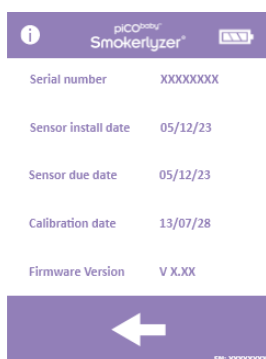 piCObaby™
Smokerlyzer®
Serial number XXXXXXXX
Sensor install date 05/12/23
Sensor due date 05/12/23
Calibration date 13/07/28
Firmware Version V X.XX